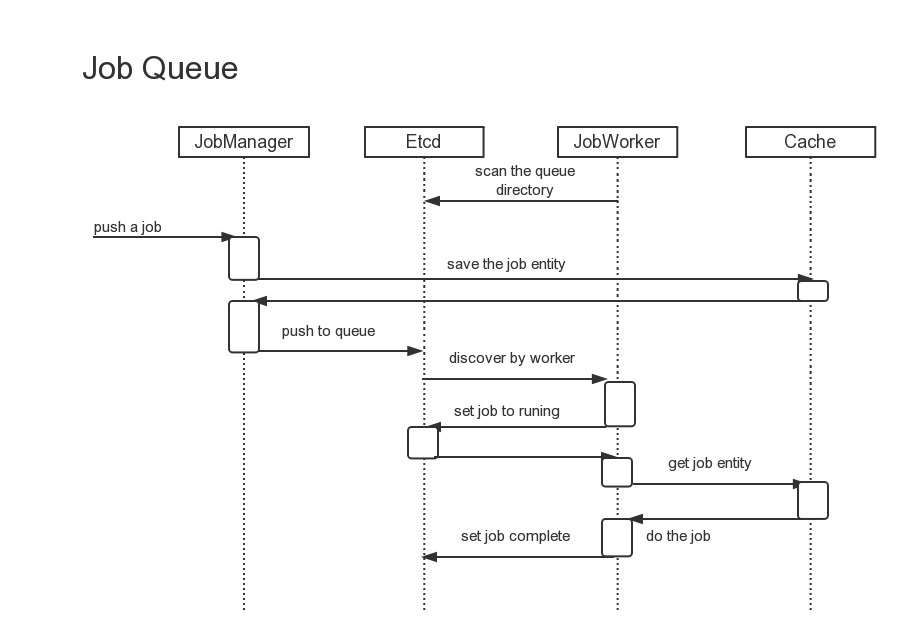 Job Queue
JobManager
Etcd
JobWorker
Cache
scan the queue
directory
push a job
save the job entity
push to queue
discover by worker
set job to runing
get job entity
set job complete
do the job